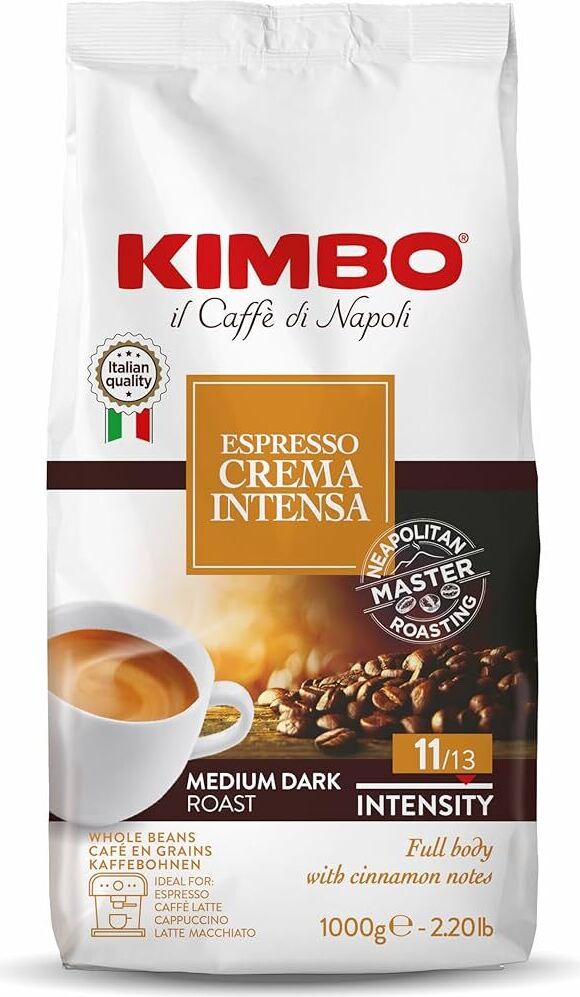 KIMBO®
il Caffè di Napoli
Italian
quality
ESPRESSO
CREMA
INTENSA
NEAPOLITAN
MASTER
ROASTING
11/13
MEDIUM DARK
ROAST
INTENSITY
WHOLE BEANS
CAFÉ EN GRAINS
KAFFEBOHNEN
IDEAL FOR:
ESPRESSO
CAFFÈ LATTE
CAPPUCCINO
LATTE MACCHIATO
Full body
with cinnamon notes
1000g℮ - 2.20lb